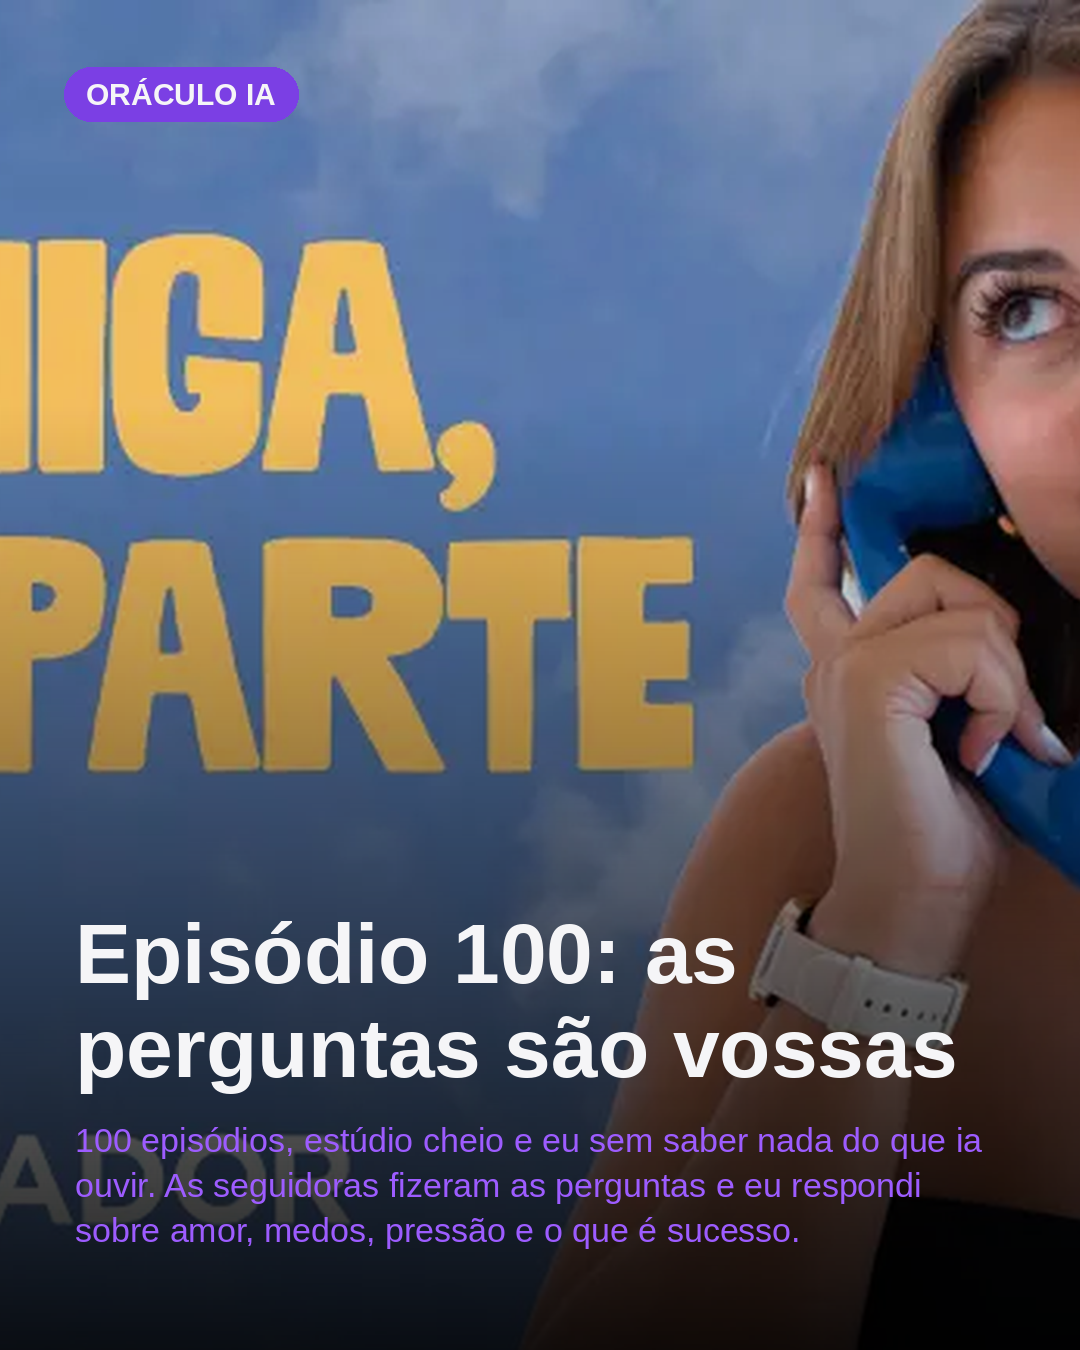 ORÁCULO IA
IGA,
PARTE
Episódio 100: as
perguntas são vossas
100 episódios, estúdio cheio e eu sem saber nada do que ia
ouvir. As seguidoras fizeram as perguntas e eu respondi
sobre amor, medos, pressão e o que é sucesso.
ADOR